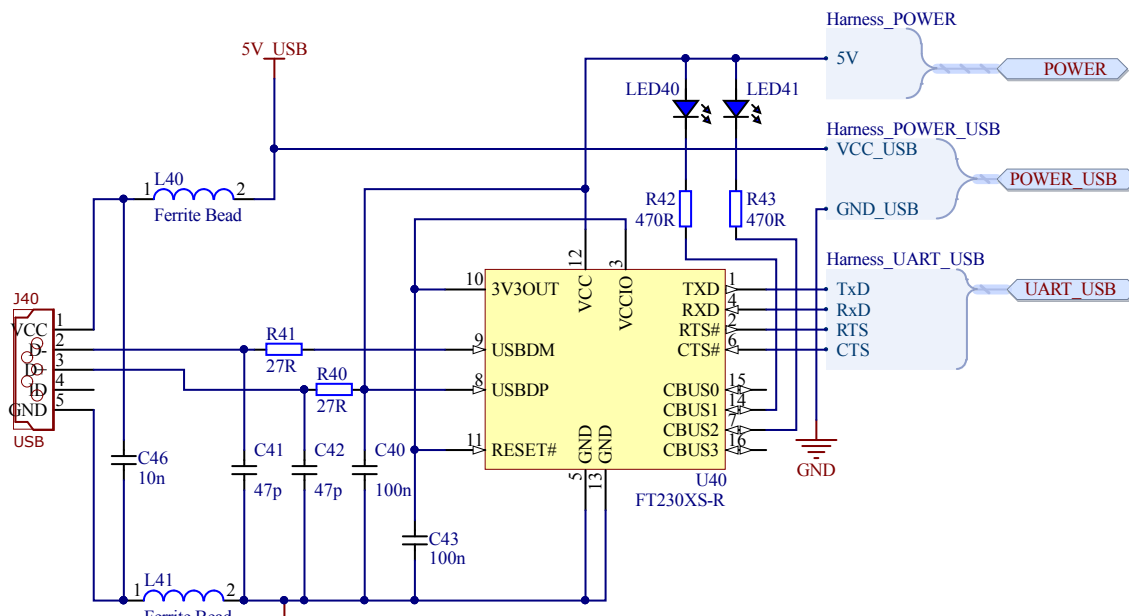 Harness_POWER
5V_USB
5V
POWER
LED40
LED41
Harness_POWER_USB
VCC_USB
L40
1
2
Ferrite Bead
POWER_USB
R42
470R
R43
470R
GND_USB
12
3
Harness_UART_USB
10
3V3OUT
VCC
VCCIO
TXD
1
TxD
UART_USB
J40
RXD
4
RxD
VCC
1
RTS#
2
RTS
D-
2
R41
27R
9
USBDM
CTS#
6
CTS
D+
3
R40
27R
8
USBDP
CBUS0
15
ID
4
CBUS1
14
GND
5
CBUS2
7
USB
11
RESET#
GND
GND
CBUS3
16
C46
10n
C41
47p
C42
47p
C40
100n
5
13
U40
FT230XS-R
GND
C43
100n
L41
1
2
Ferrite Bead